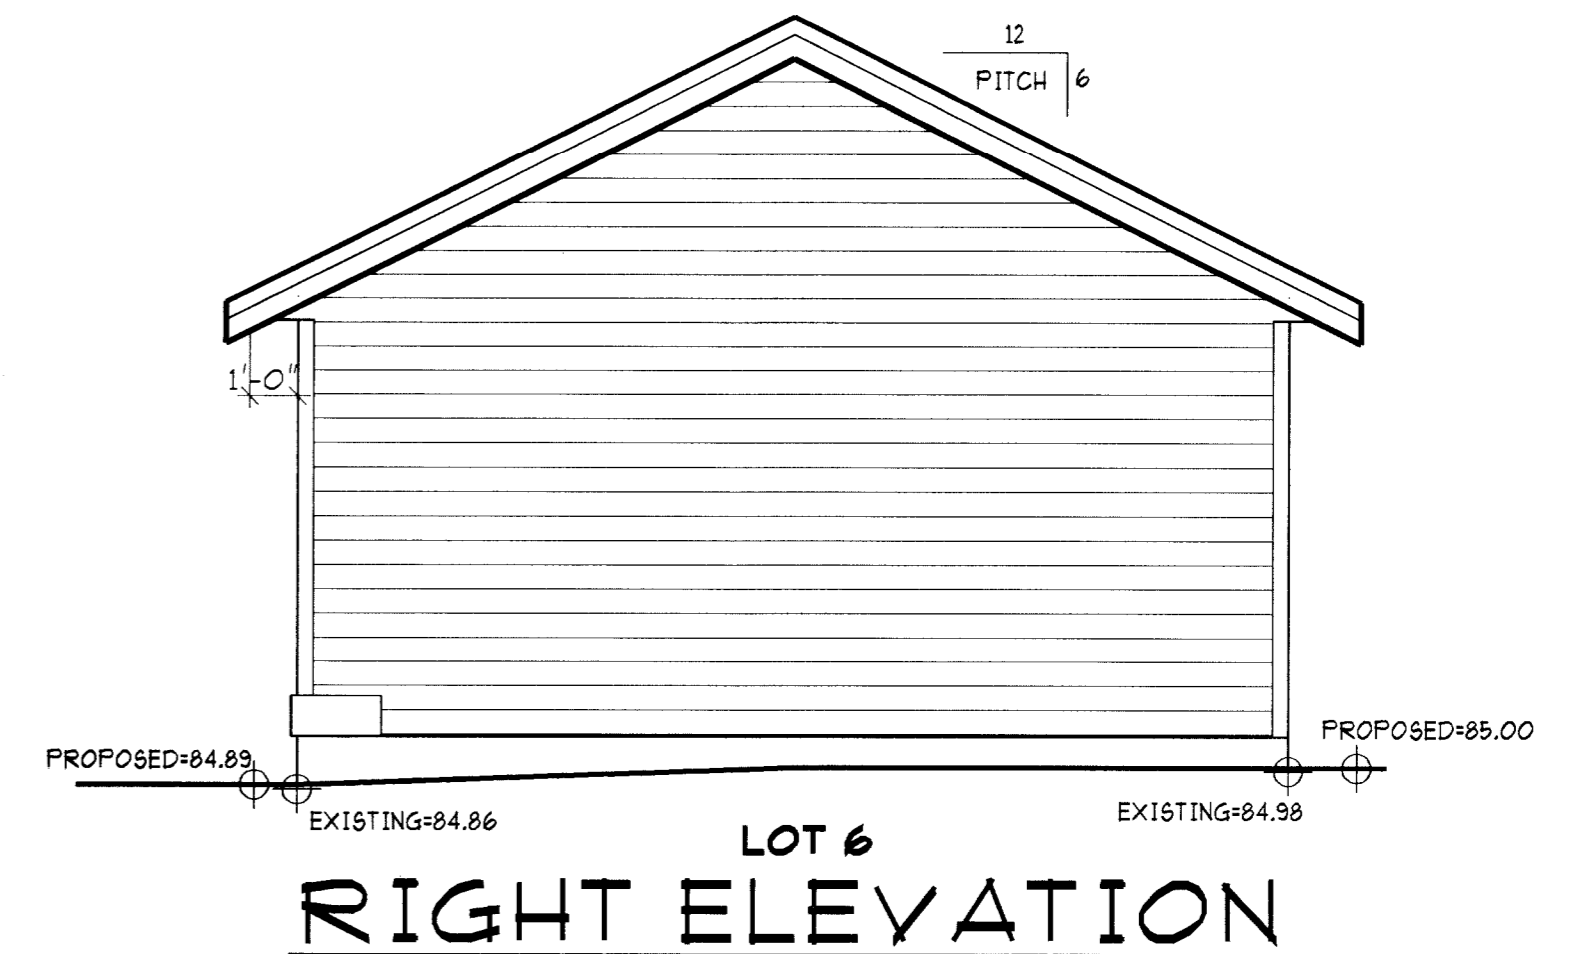 12
PITCH 6
1'-0"
PROPOSED=85.00
PROPOSED=84.89
EXISTING=84.98
EXISTING=84.86
LOT 6
RIGHT ELEVATION